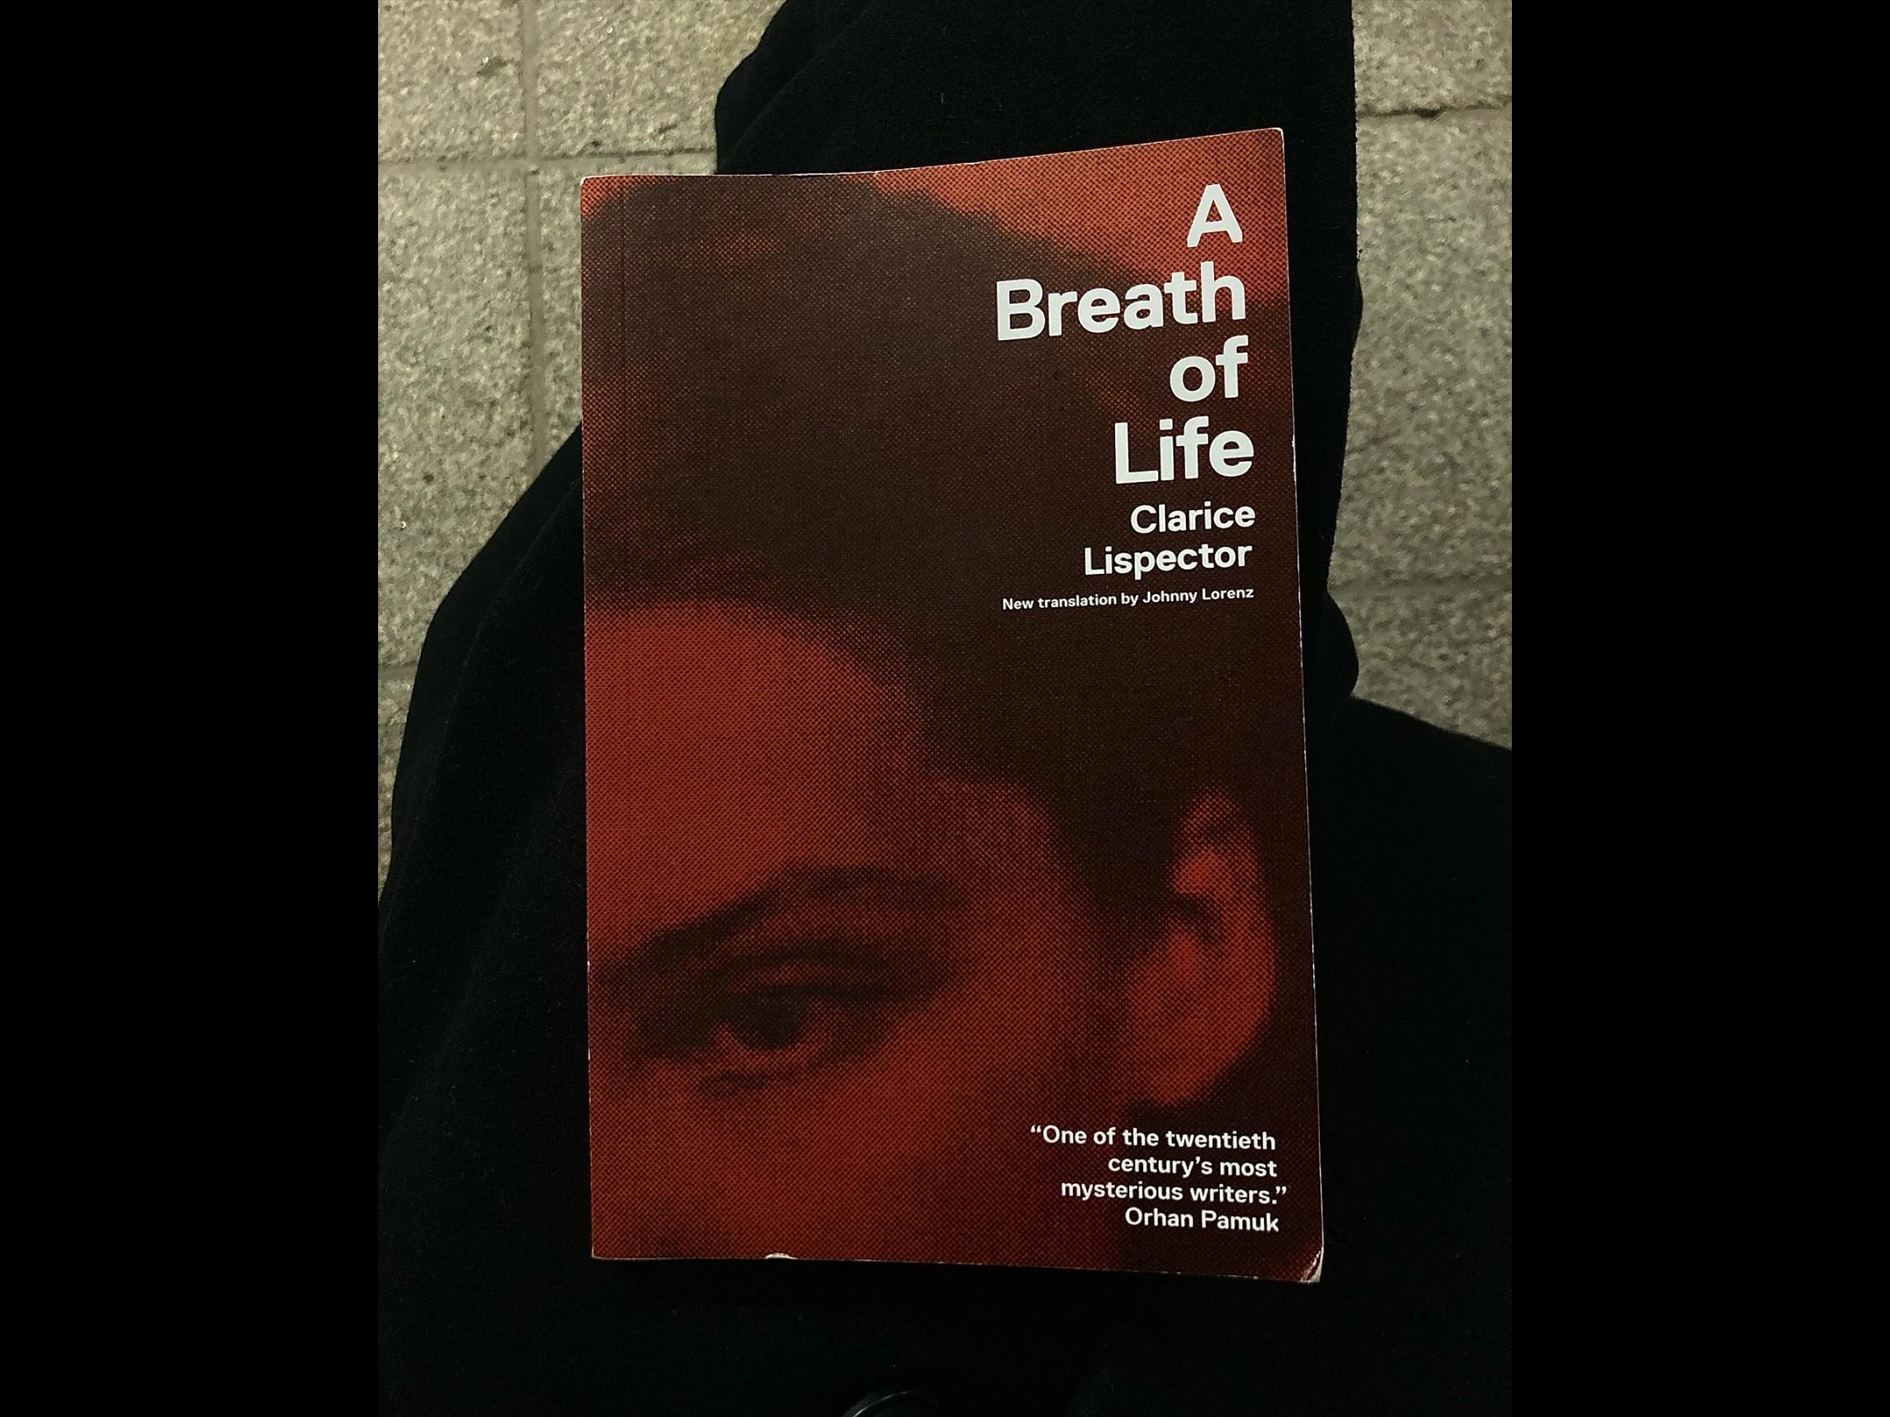 A
Breath
of
Life
Clarice
Lispector
New translation by Johnny Lorenz
“One of the twentieth
century’s most
mysterious writers.”
Orhan Pamuk